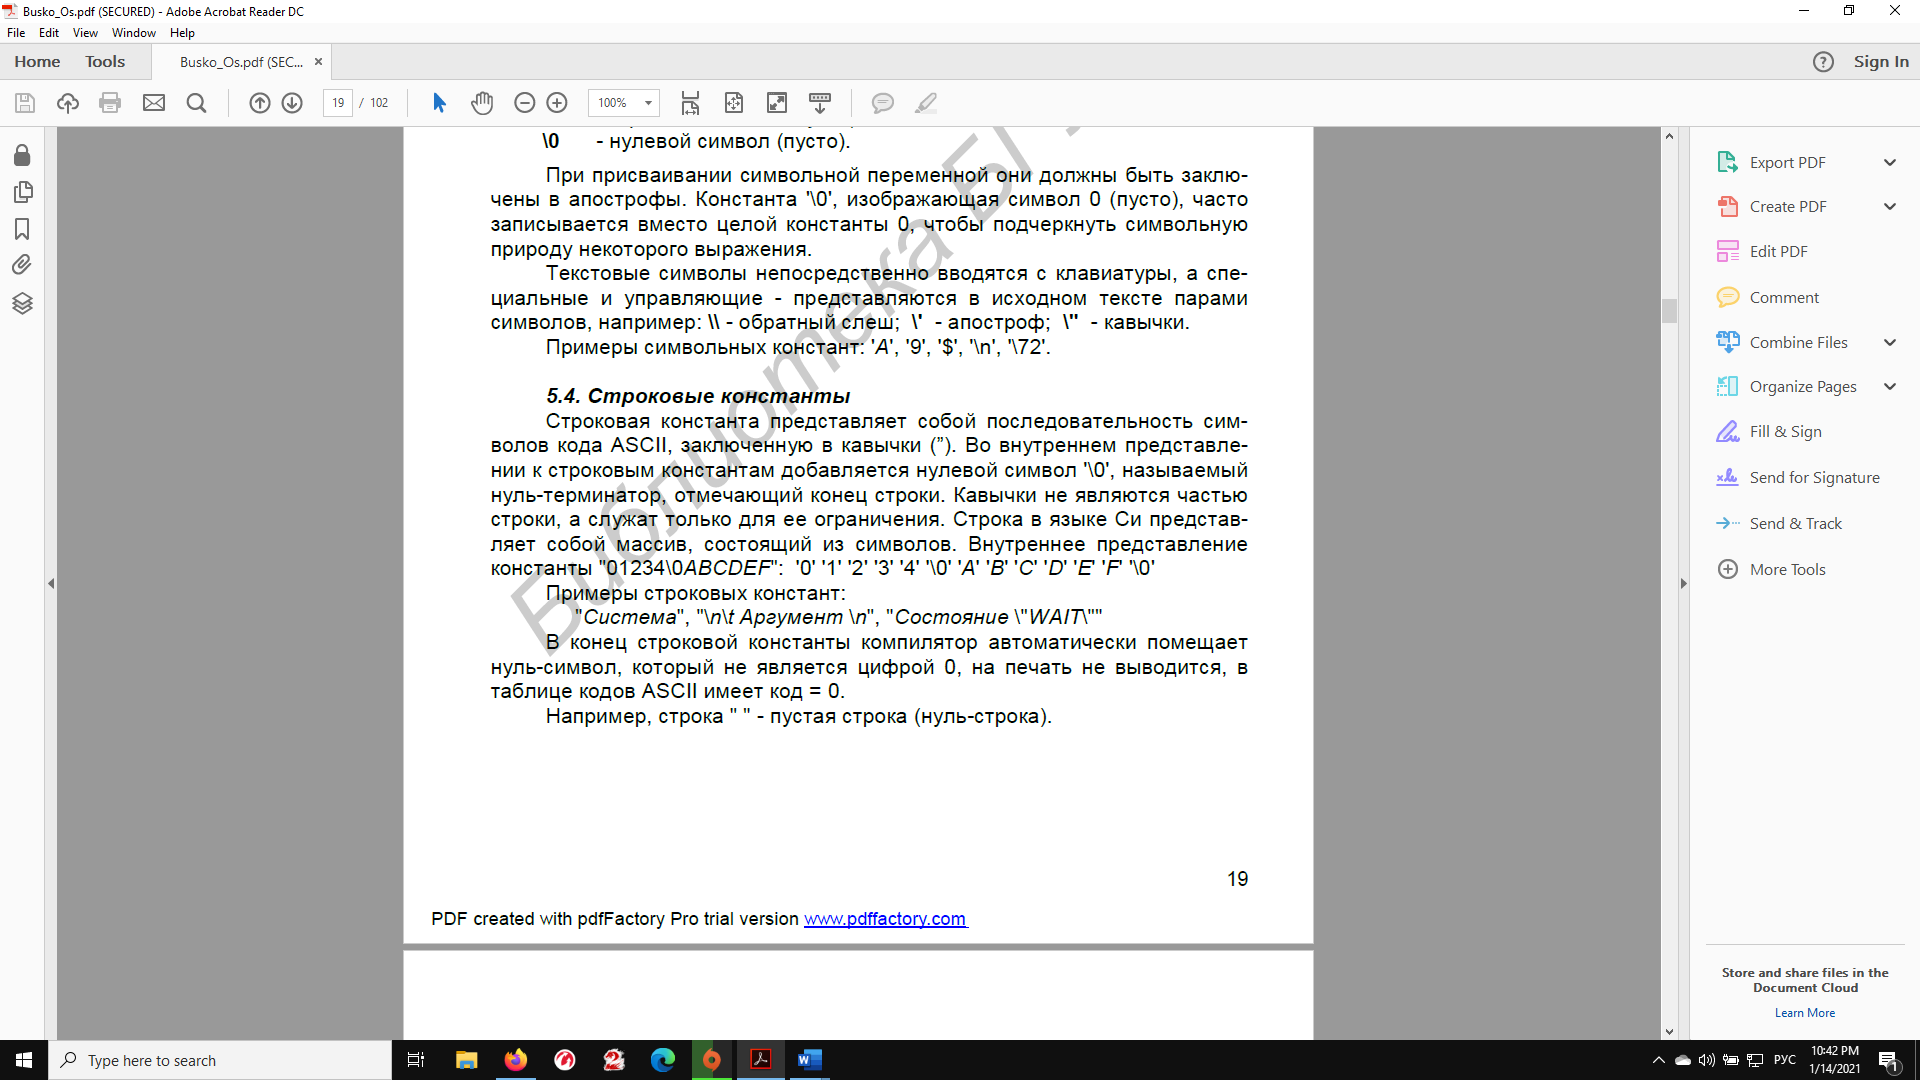 Busko_Os.pdf (SECURED) - Adobe Acrobat Reader DC
File Edit View Window Help
Home Tools Busko_Os.pdf (SEC... × Sign In
19 / 102 100%
\0 - нулевой символ (пусто).
При присваивании символьной переменной они должны быть заклю-
чены в апострофы. Константа '\0', изображающая символ 0 (пусто), часто
записывается вместо целой константы 0, чтобы подчеркнуть символьную
природу некоторого выражения.
Текстовые символы непосредственно вводятся с клавиатуры, а спе-
циальные и управляющие - представляются в исходном тексте парами
символов, например: \\ - обратный слеш; \' - апостроф; \" - кавычки.
Примеры символьных констант: 'A', '9', '$', '\n', '\72'.
5.4. Строковые константы
Строковая константа представляет собой последовательность сим-
волов кода ASCII, заключенную в кавычки (”). Во внутреннем представле-
нии к строковым константам добавляется нулевой символ '\0', называемый
нуль-терминатор, отмечающий конец строки. Кавычки не являются частью
строки, а служат только для ее ограничения. Строка в языке Си представ-
ляет собой массив, состоящий из символов. Внутреннее представление
константы "01234\0ABCDEF": '0' '1' '2' '3' '4' '\0' 'A' 'B' 'C' 'D' 'E' 'F' '\0'
Примеры строковых констант:
"Система", "\n\t Аргумент \n", "Состояние \"WAIT\""
В конец строковой константы компилятор автоматически помещает
нуль-символ, который не является цифрой 0, на печать не выводится, в
таблице кодов ASCII имеет код = 0.
Например, строка " " - пустая строка (нуль-строка).
19
PDF created with pdfFactory Pro trial version www.pdffactory.com
Библиотека
Export PDF
Create PDF
Edit PDF
Comment
Combine Files
Organize Pages
Fill & Sign
Send for Signature
Send & Track
More Tools
Store and share files in the
Document Cloud
Learn More
Type here to search
РУС
10:42 PM
1/14/2021
1